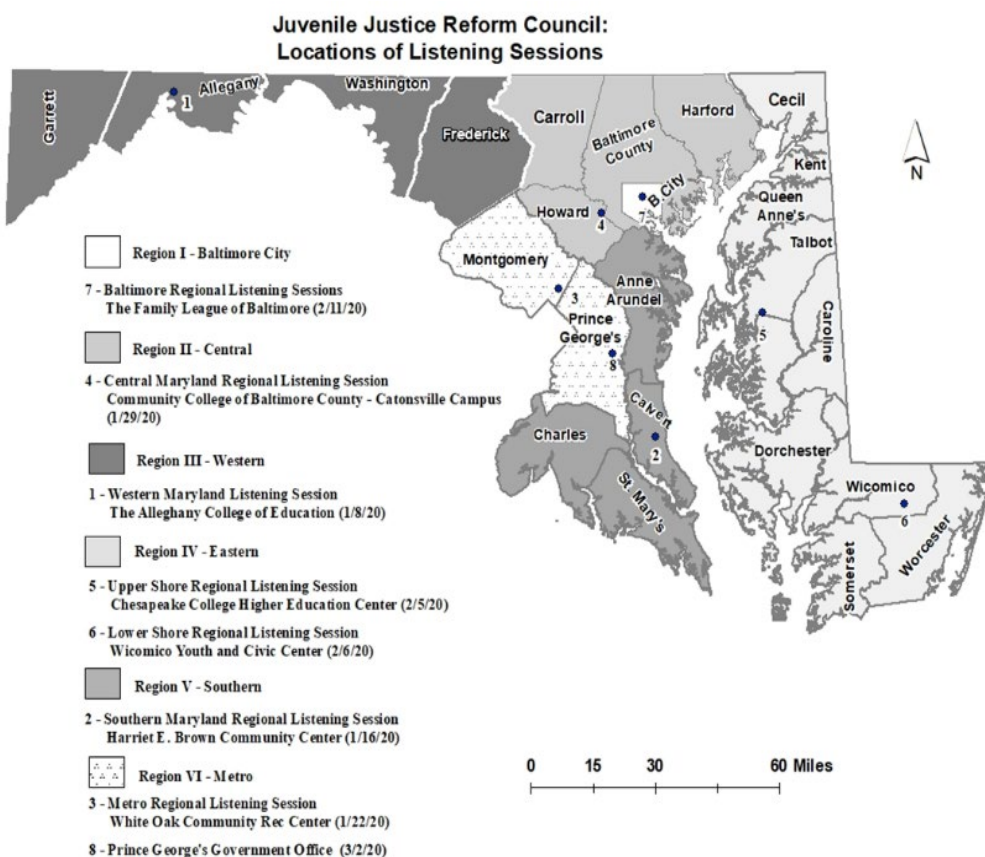 Juvenile Justice Reform Council:
Locations of Listening Sessions
Garrett
Allegany
1
Washington
Frederick
Carroll
Baltimore
County
Harford
Cecil
Kent
Queen
Anne's
Talbot
Caroline
N
Howard
4
B.City
7
Montgomery
3
Anne
Arundel
Prince
George's
8
5
Calvert
2
Charles
St. Mary's
Dorchester
Wicomico
6
Somerset
Worcester
Region I - Baltimore City
7 - Baltimore Regional Listening Sessions
The Family League of Baltimore (2/11/20)
Region II - Central
4 - Central Maryland Regional Listening Session
Community College of Baltimore County - Catonsville Campus
(1/29/20)
Region III - Western
1 - Western Maryland Listening Session
The Alleghany College of Education (1/8/20)
Region IV - Eastern
5 - Upper Shore Regional Listening Session
Chesapeake College Higher Education Center (2/5/20)
6 - Lower Shore Regional Listening Session
Wicomico Youth and Civic Center (2/6/20)
Region V - Southern
2 - Southern Maryland Regional Listening Session
Harriet E. Brown Community Center (1/16/20)
Region VI - Metro
3 - Metro Regional Listening Session
White Oak Community Rec Center (1/22/20)
8 - Prince George's Government Office (3/2/20)
0 15 30 60 Miles